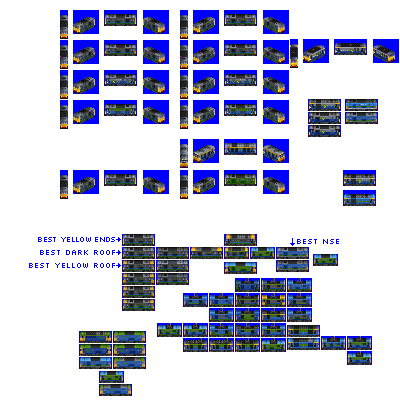 BEST YELLOW ENDS→
↓BEST NSE
BEST DARK ROOF→
BEST YELLOW ROOF→